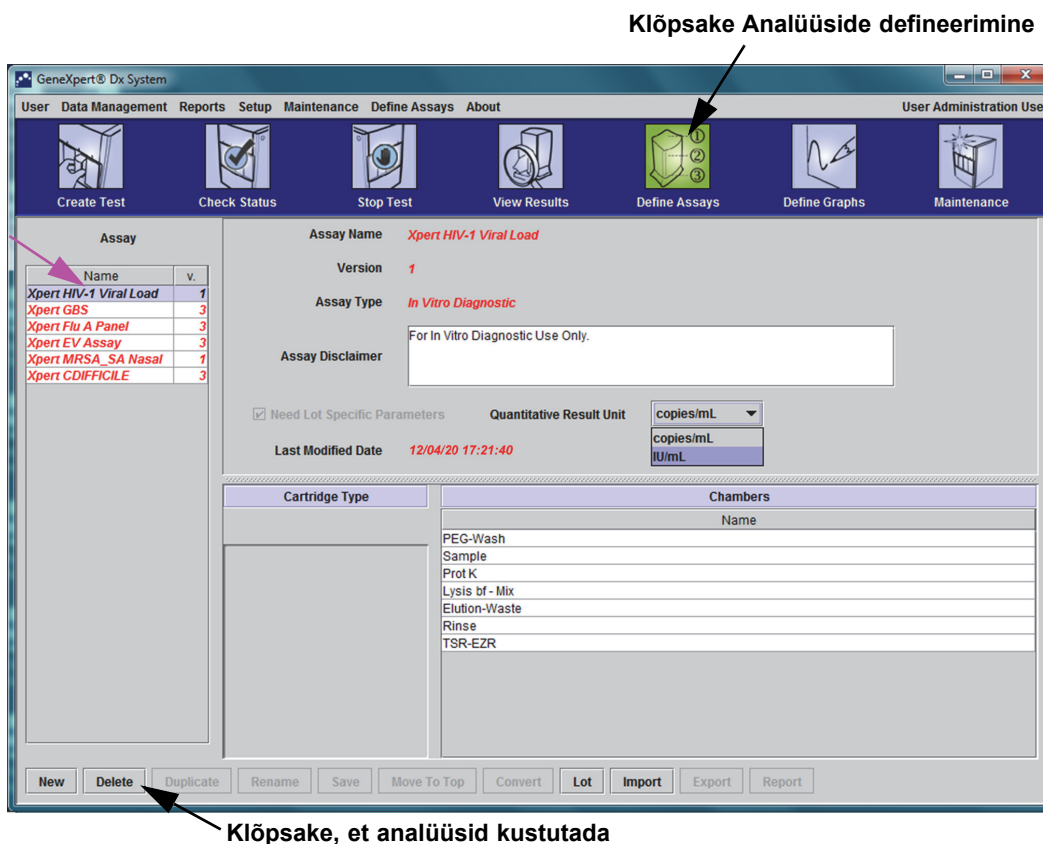 Klõpsake Analüüside defineerimine
GeneXpert® Dx System
User Data Management Reports Setup Maintenance Define Assays About User Administration Use
Create Test Check Status Stop Test View Results Define Assays Define Graphs Maintenance
① ② ③
Assay
Name v.
Xpert HIV-1 Viral Load 1
Xpert GBS 3
Xpert Flu A Panel 3
Xpert EV Assay 3
Xpert MRSA_SA Nasal 1
Xpert CDIFFICILE 3
Assay Name Xpert HIV-1 Viral Load
Version 1
Assay Type In Vitro Diagnostic
Assay Disclaimer For In Vitro Diagnostic Use Only.
Need Lot Specific Parameters Quantitative Result Unit copies/mL
copies/mL
IU/mL
Last Modified Date 12/04/20 17:21:40
Cartridge Type Chambers
Name
PEG-Wash
Sample
Prot K
Lysis bf - Mix
Elution-Waste
Rinse
TSR-EZR
New Delete Duplicate Rename Save Move To Top Convert Lot Import Export Report
Klõpsake, et analüüsid kustutada